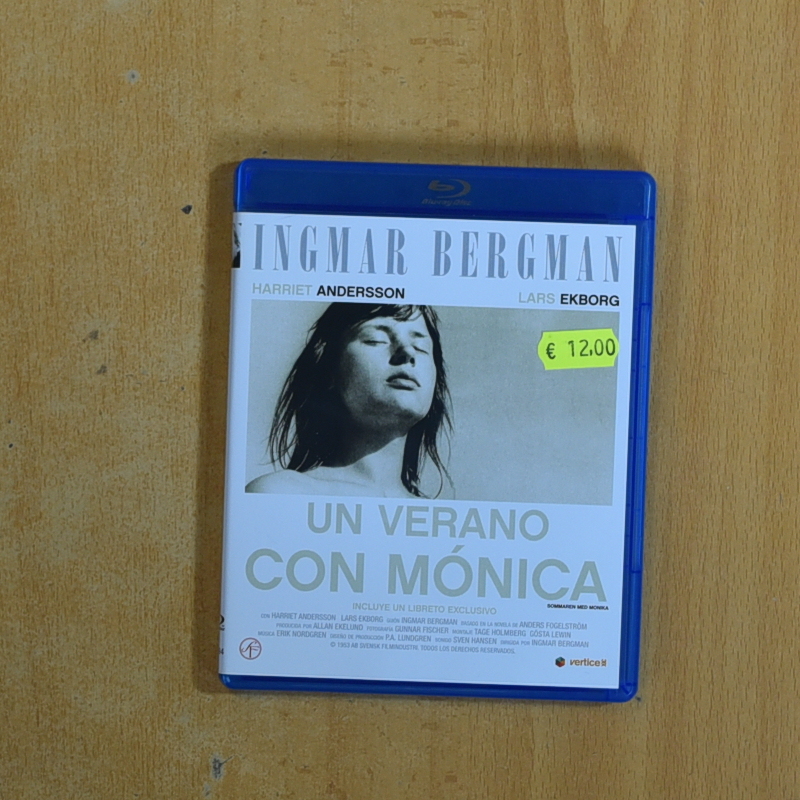 Blu-ray Disc
INGMAR BERGMAN
HARRIET ANDERSSON LARS EKBORG
€ 12,00
UN VERANO
CON MÓNICA
SOMMAREN MED MONIKA
INCLUYE UN LIBRETO EXCLUSIVO
CON HARRIET ANDERSSON LARS EKBORG GUIÓN INGMAR BERGMAN BASADO EN LA NOVELA DE ANDERS FOGELSTRÖM
PRODUCIDA POR ALLAN EKELUND FOTOGRAFÍA GUNNAR FISCHER MONTAJE TAGE HOLMBERG GÖSTA LEWIN
MÚSICA ERIK NORDGREN DISEÑO DE PRODUCCIÓN P.A. LUNDGREN SONIDO SVEN HANSEN DIRIGIDA POR INGMAR BERGMAN
© 1953 AB SVENSK FILMINDUSTRI. TODOS LOS DERECHOS RESERVADOS.
SF
vertice